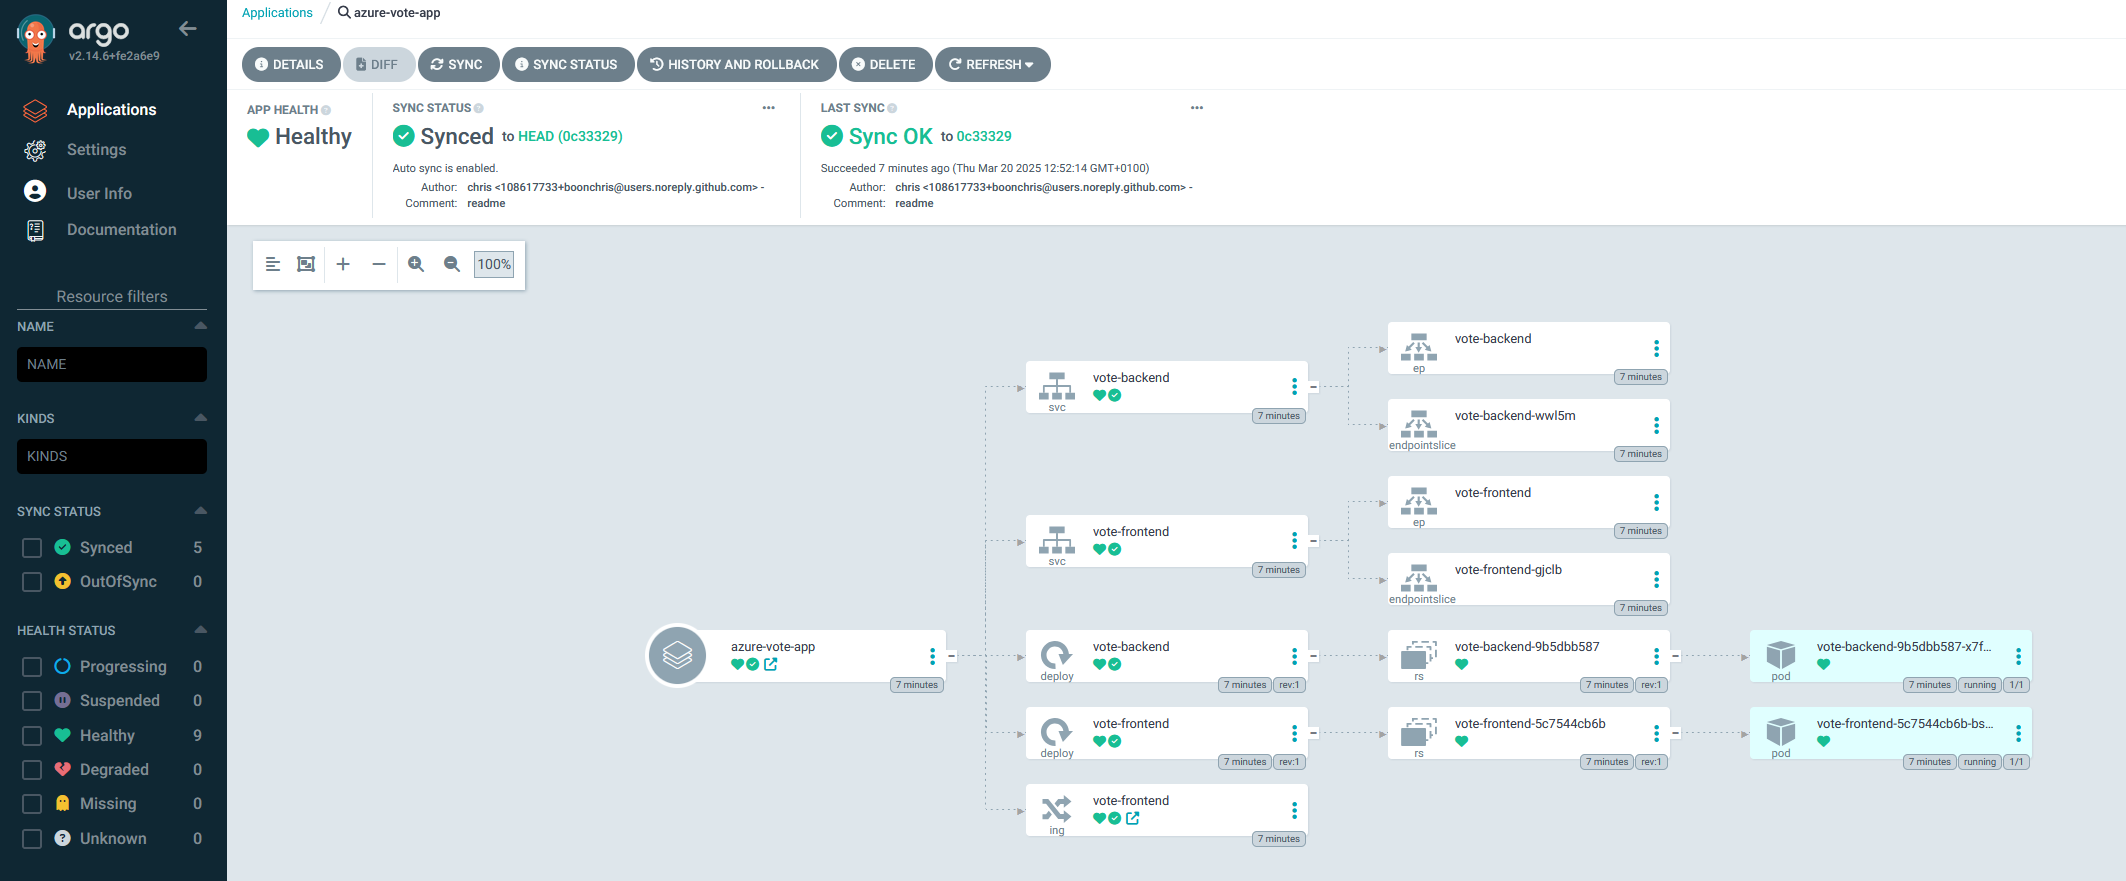 argo
v2.14.6+fe2a6e9
Applications
Settings
User Info
Documentation
Resource filters
NAME
NAME
KINDS
KINDS
SYNC STATUS
Synced 5
OutOfSync 0
HEALTH STATUS
Progressing 0
Suspended 0
Healthy 9
Degraded 0
Missing 0
Unknown 0
Applications / azure-vote-app
DETAILS DIFF SYNC SYNC STATUS HISTORY AND ROLLBACK DELETE REFRESH
APP HEALTH
Healthy
SYNC STATUS
Synced to HEAD (0c33329)
Auto sync is enabled.
Author: chris <108617733+boonchris@users.noreply.github.com> -
Comment: readme
LAST SYNC
Sync OK to 0c33329
Succeeded 7 minutes ago (Thu Mar 20 2025 12:52:14 GMT+0100)
Author: chris <108617733+boonchris@users.noreply.github.com> -
Comment: readme
100%
azure-vote-app
7 minutes
vote-backend
svc
7 minutes
vote-frontend
svc
7 minutes
vote-backend
deploy
7 minutes rev:1
vote-frontend
deploy
7 minutes rev:1
vote-frontend
ing
7 minutes
vote-backend
ep
7 minutes
vote-backend-wwl5m
endpointslice
7 minutes
vote-frontend
ep
7 minutes
vote-frontend-gjclb
endpointslice
7 minutes
vote-backend-9b5dbb587
rs
7 minutes rev:1
vote-frontend-5c7544cb6b
rs
7 minutes rev:1
vote-backend-9b5dbb587-x7f...
pod
7 minutes running 1/1
vote-frontend-5c7544cb6b-bs...
pod
7 minutes running 1/1